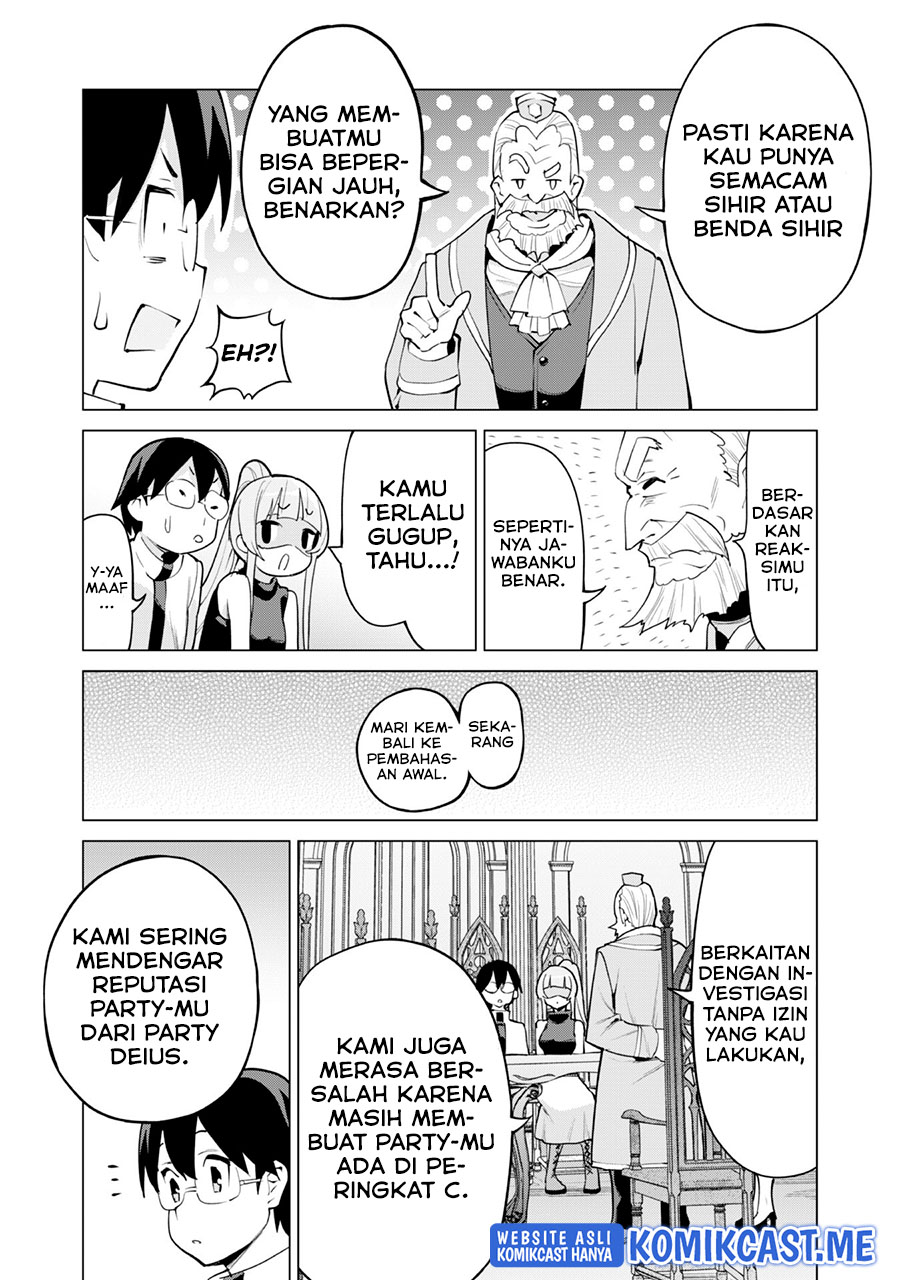 PASTI KARENA
KAU PUNYA
SEMACAM
SIHIR ATAU
BENDA SIHIR
YANG MEM-
BUATMU
BISA BEPER-
GIAN JAUH,
BENARKAN?
EH?!
BER-
DASAR
KAN
REAK-
SIMU
ITU,
SEPERTI-
NYA JA-
WABANKU
BENAR.
KAMU
TERLALU
GUGUP,
TAHU...!
Y-YA
MAAF
...
SEKA-
RANG
MARI KEM-
BALI KE
PEMBAHAS-
AN AWAL.
BERKAITAN
DENGAN IN-
VESTIGASI
TANPA IZIN
YANG KAU
LAKUKAN,
KAMI JUGA
MERASA BER-
SALAH KARENA
MASIH MEM-
BUAT PARTY-MU
ADA DI PE-
RINGKAT C.
KAMI SERING
MENDENGAR
REPUTASI
PARTY-MU
DARI PARTY
DEIUS.
WEBSITE ASLI
KOMIKCAST HANYA
KOMIKCAST.ME